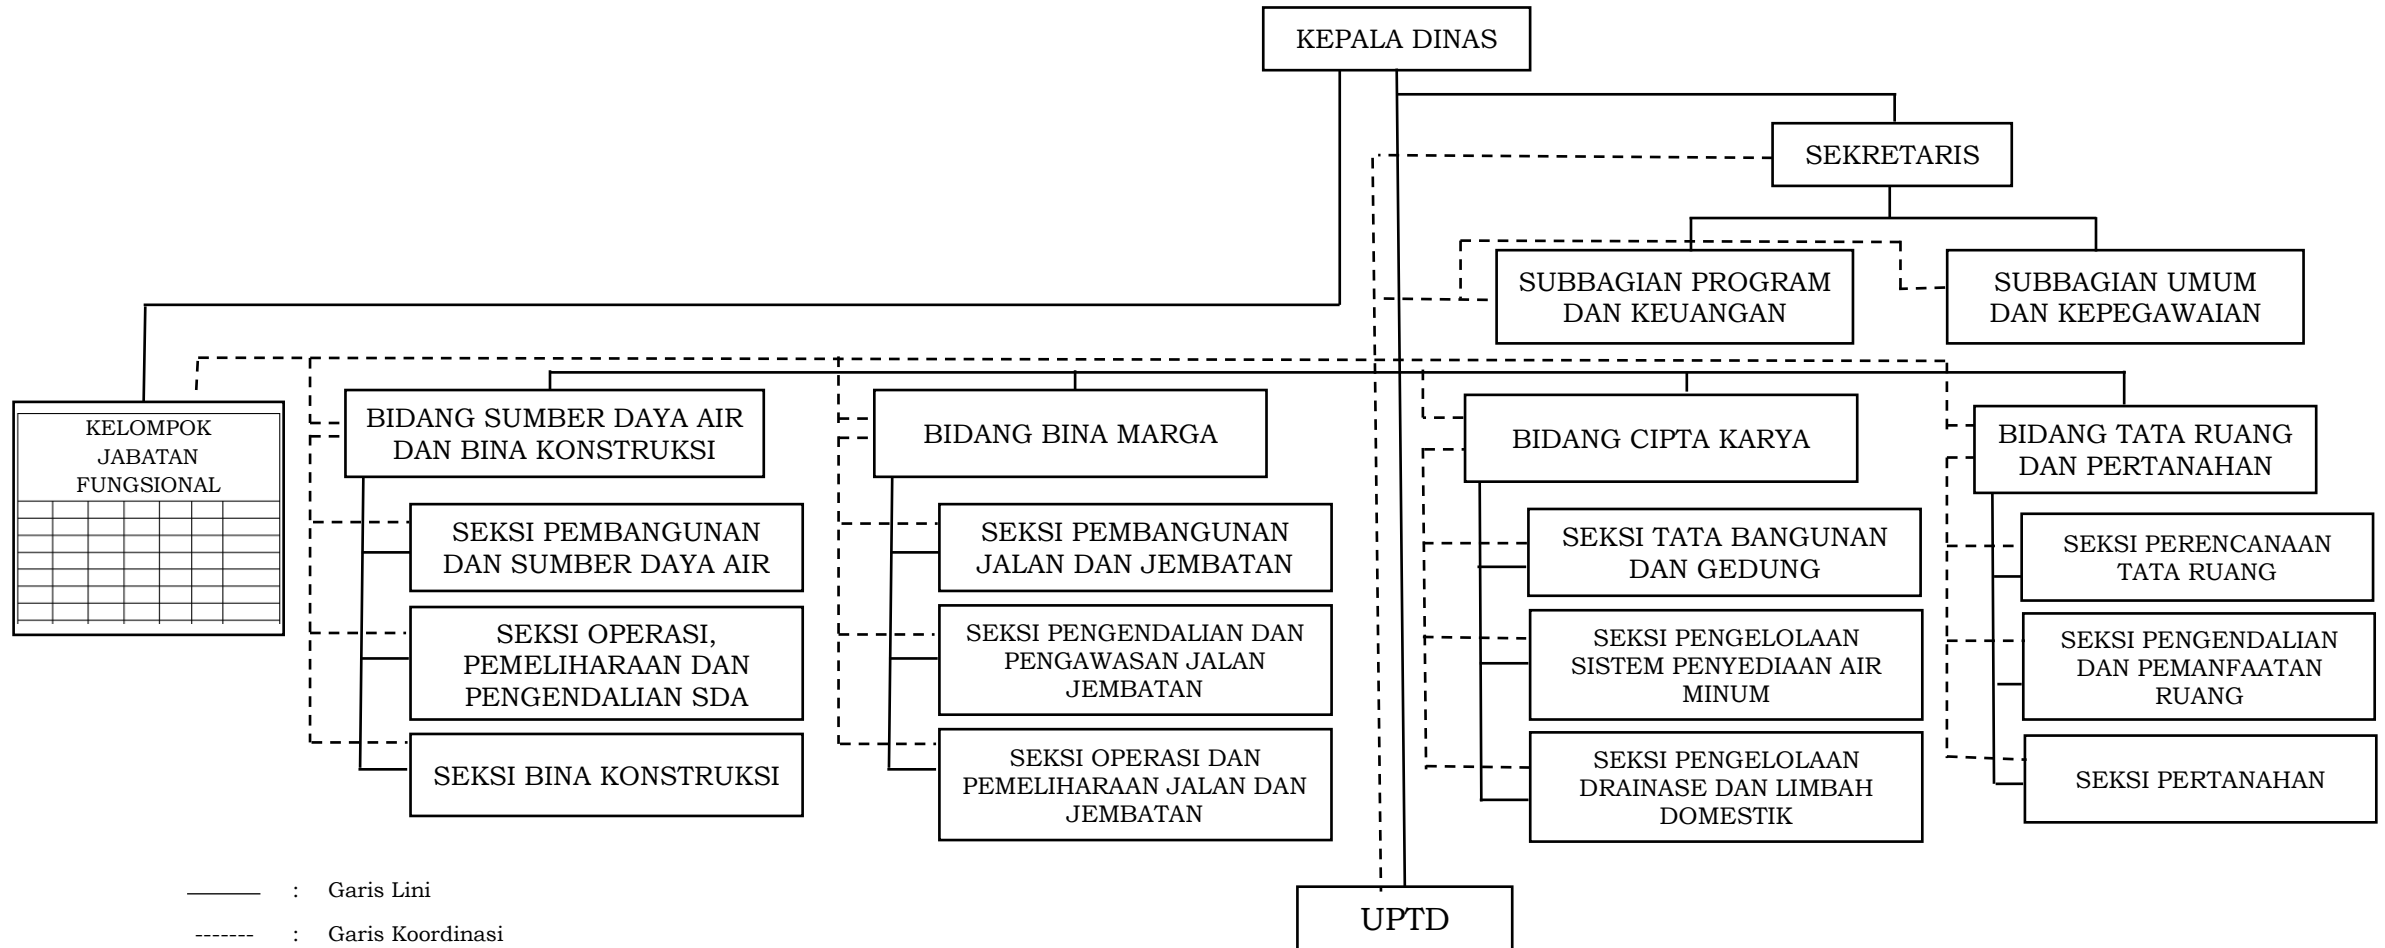 KEPALA DINAS
SEKRETARIS
SUBBAGIAN PROGRAM
DAN KEUANGAN
SUBBAGIAN UMUM
DAN KEPEGAWAIAN
KELOMPOK
JABATAN
FUNGSIONAL
BIDANG SUMBER DAYA AIR
DAN BINA KONSTRUKSI
SEKSI PEMBANGUNAN
DAN SUMBER DAYA AIR
SEKSI OPERASI,
PEMELIHARAAN DAN
PENGENDALIAN SDA
SEKSI BINA KONSTRUKSI
BIDANG BINA MARGA
SEKSI PEMBANGUNAN
JALAN DAN JEMBATAN
SEKSI PENGENDALIAN DAN
PENGAWASAN JALAN
JEMBATAN
SEKSI OPERASI DAN
PEMELIHARAAN JALAN DAN
JEMBATAN
BIDANG CIPTA KARYA
SEKSI TATA BANGUNAN
DAN GEDUNG
SEKSI PENGELOLAAN
SISTEM PENYEDIAAN AIR
MINUM
SEKSI PENGELOLAAN
DRAINASE DAN LIMBAH
DOMESTIK
BIDANG TATA RUANG
DAN PERTANAHAN
SEKSI PERENCANAAN
TATA RUANG
SEKSI PENGENDALIAN
DAN PEMANFAATAN
RUANG
SEKSI PERTANAHAN
UPTD
: Garis Lini
------- : Garis Koordinasi